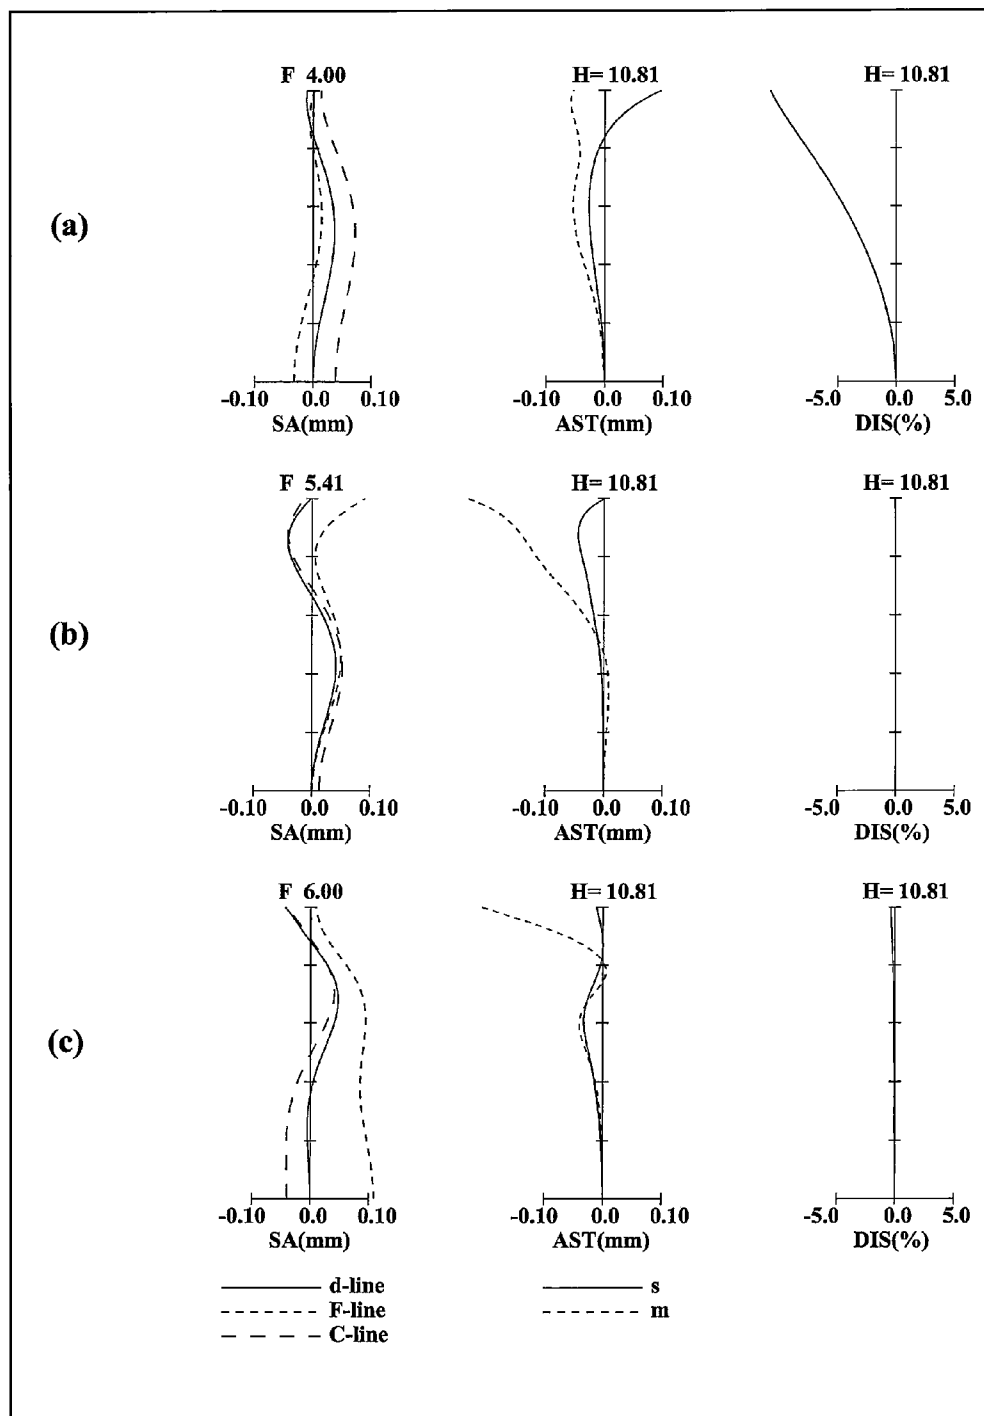 F 4.00 H= 10.81 H= 10.81
(a)
-0.10 0.0 0.10 -0.10 0.0 0.10 -5.0 0.0 5.0
SA(mm) AST(mm) DIS(%)
F 5.41 H= 10.81 H= 10.81
(b)
-0.10 0.0 0.10 -0.10 0.0 0.10 -5.0 0.0 5.0
SA(mm) AST(mm) DIS(%)
F 6.00 H= 10.81 H= 10.81
(c)
-0.10 0.0 0.10 -0.10 0.0 0.10 -5.0 0.0 5.0
SA(mm) AST(mm) DIS(%)
d-line s
F-line m
C-line